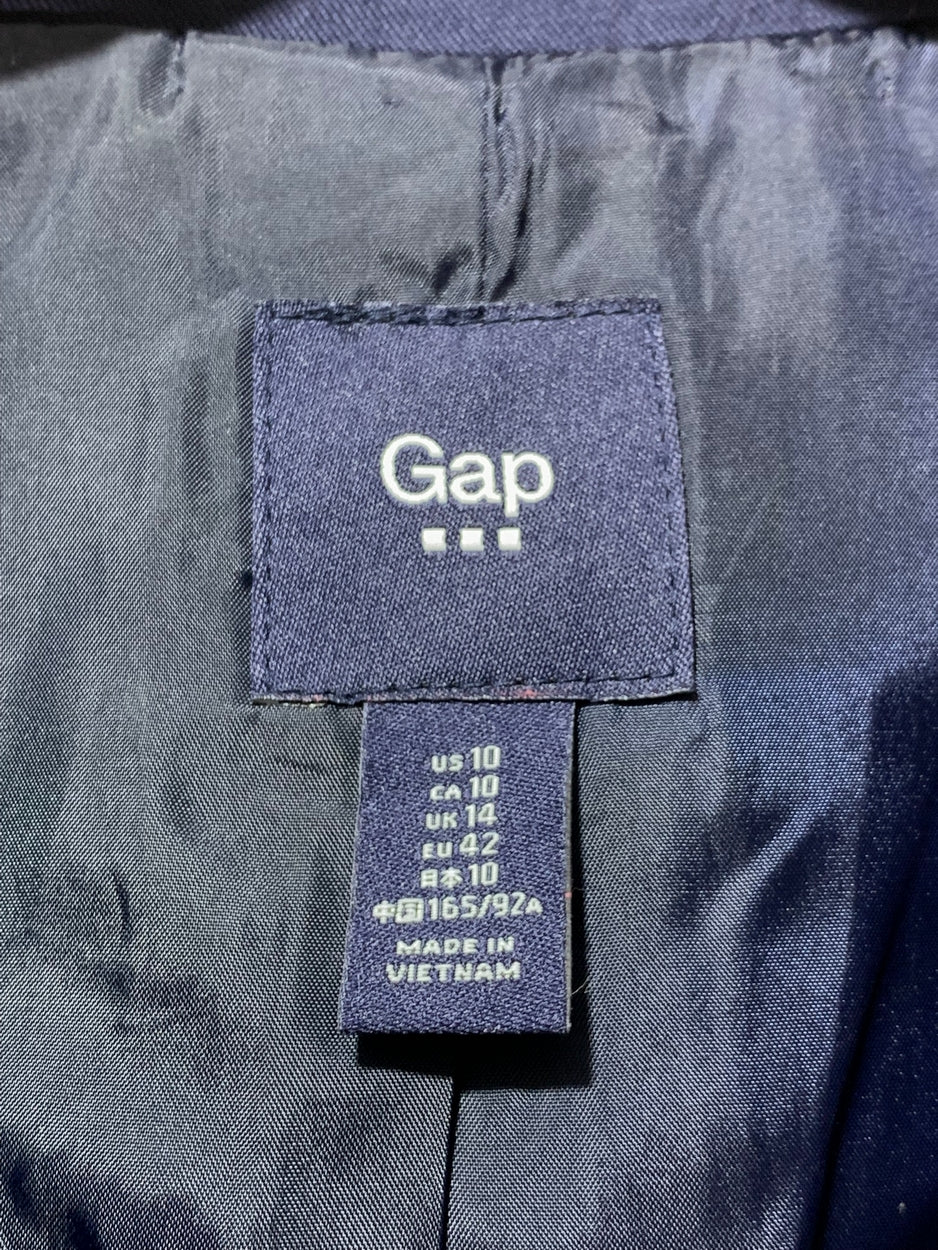 Gap
US 10
CA 10
UK 14
EU 42
日本 10
中国 165/92A
MADE IN
VIETNAM